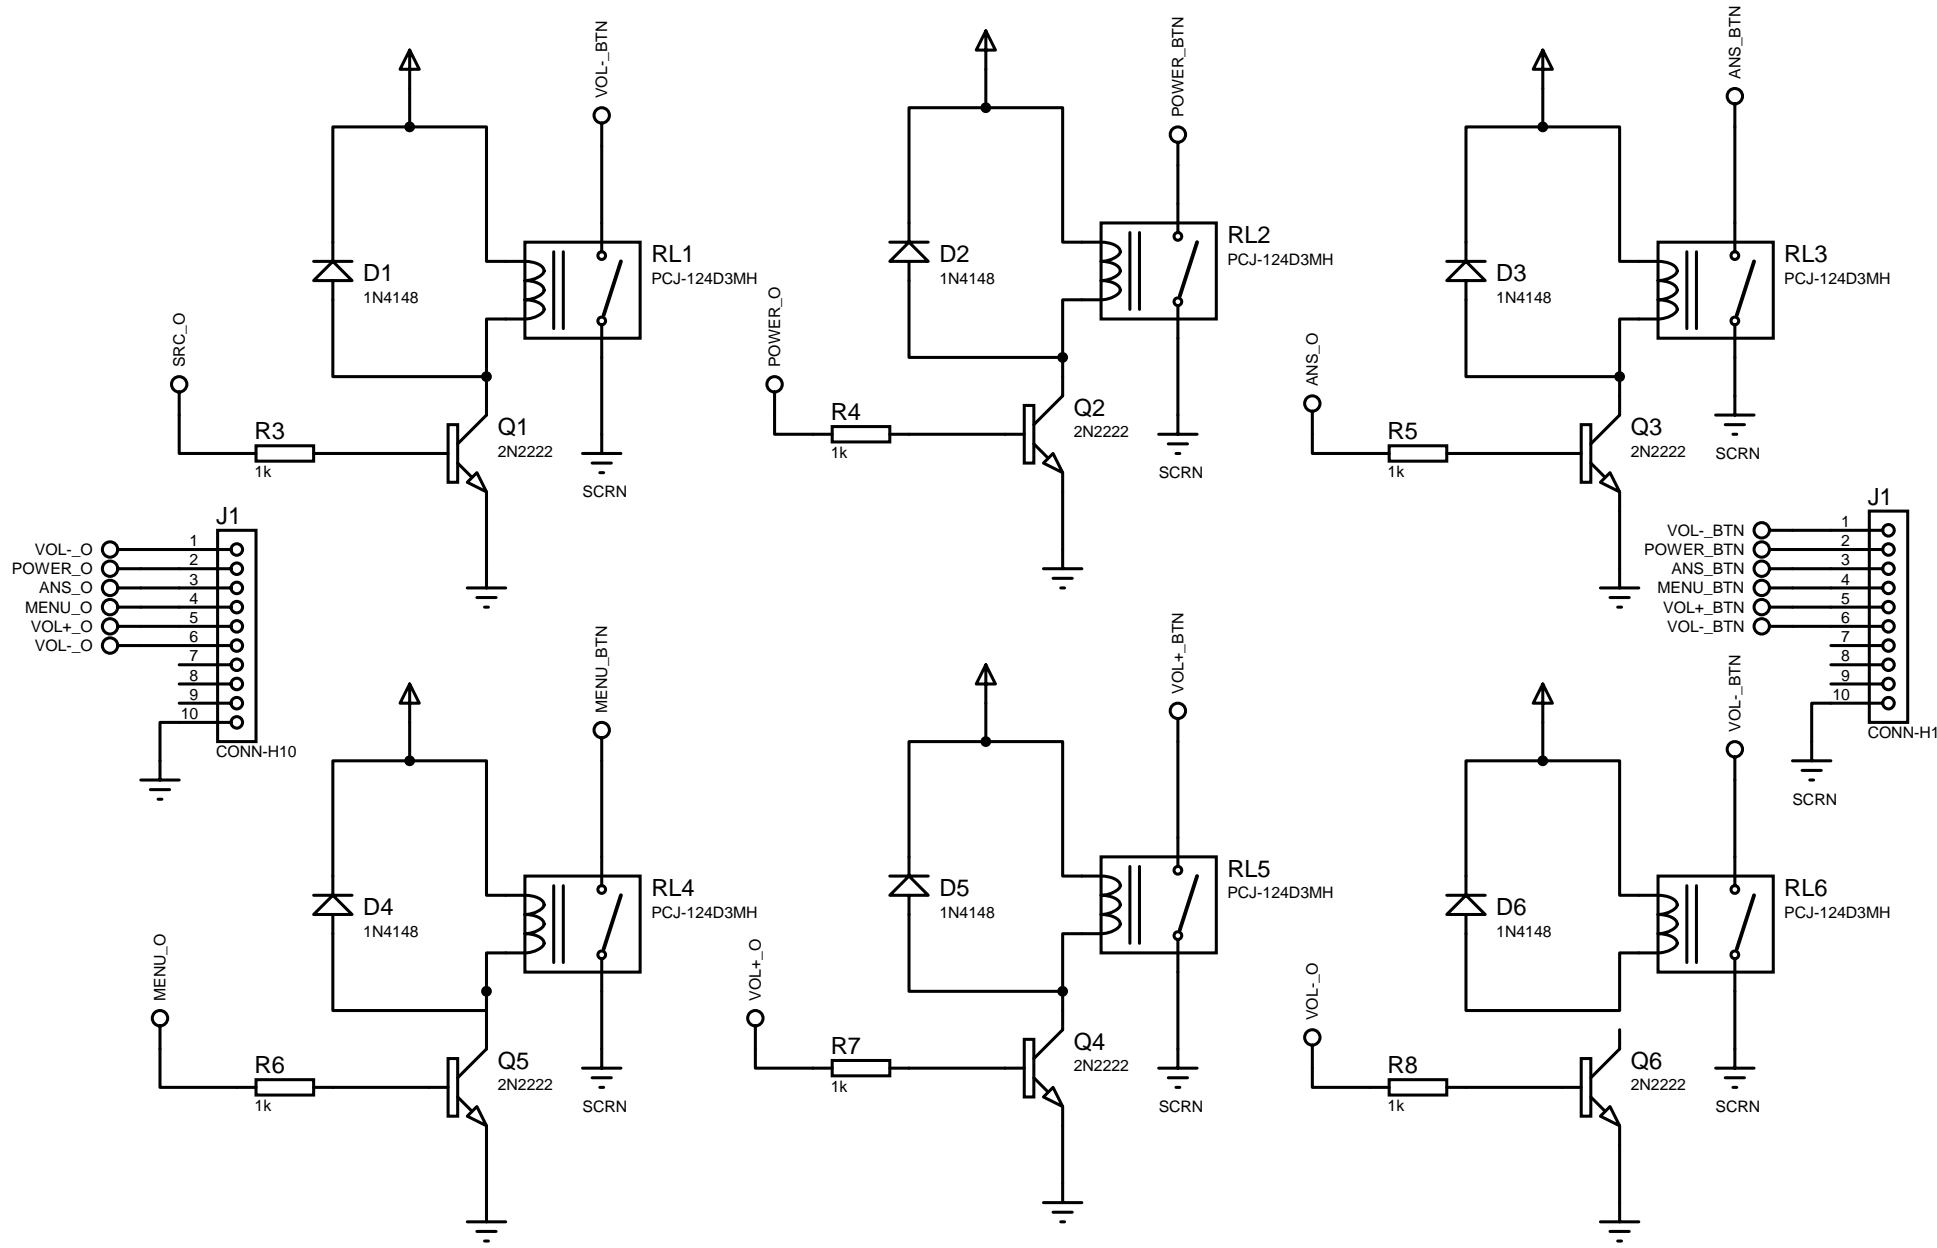 VOL-_BTN
POWER_BTN
ANS_BTN
D1
1N4148
RL1
PCJ-124D3MH
D2
1N4148
RL2
PCJ-124D3MH
D3
1N4148
RL3
PCJ-124D3MH
SRC_O
R3
1k
Q1
2N2222
SCRN
POWER_O
R4
1k
Q2
2N2222
SCRN
ANS_O
R5
1k
Q3
2N2222
SCRN
J1
VOL-_O 1
POWER_O 2
ANS_O 3
MENU_O 4
VOL+_O 5
VOL-_O 6
7
8
9
10
CONN-H10
J1
VOL-_BTN 1
POWER_BTN 2
ANS_BTN 3
MENU_BTN 4
VOL+_BTN 5
VOL-_BTN 6
7
8
9
10
CONN-H1
SCRN
MENU_BTN
VOL+_BTN
VOL-_BTN
D4
1N4148
RL4
PCJ-124D3MH
D5
1N4148
RL5
PCJ-124D3MH
D6
1N4148
RL6
PCJ-124D3MH
MENU_O
R6
1k
Q5
2N2222
SCRN
VOL+_O
R7
1k
Q4
2N2222
SCRN
VOL-_O
R8
1k
Q6
2N2222
SCRN